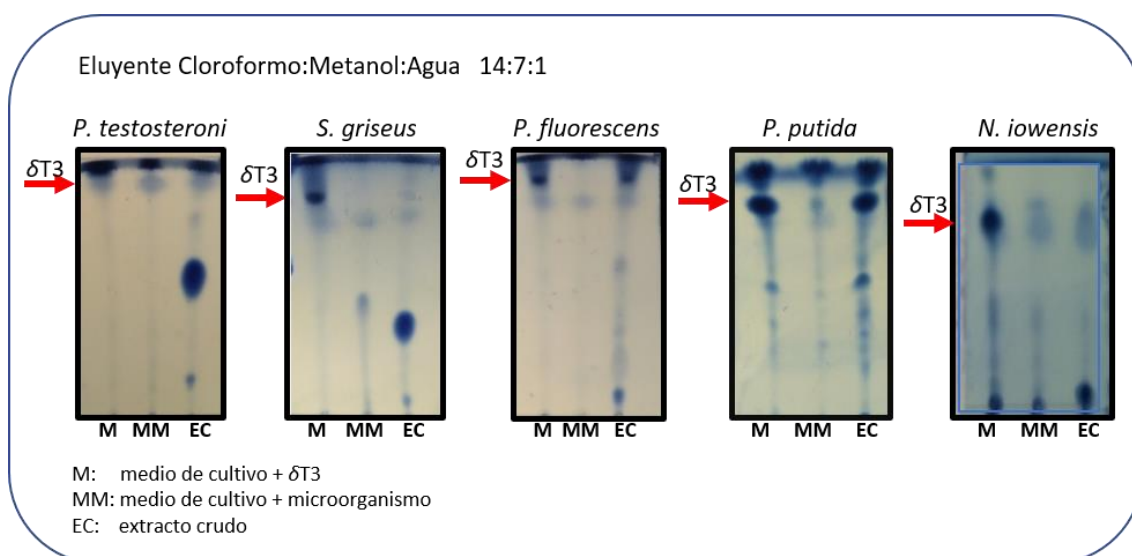 Eluyente Cloroformo:Metanol:Agua 14:7:1
P. testosteroni S. griseus P. fluorescens P. putida N. iowensis
δT3 δT3 δT3 δT3 δT3
M MM EC M MM EC M MM EC M MM EC M MM EC
M: medio de cultivo + δT3
MM: medio de cultivo + microorganismo
EC: extracto crudo